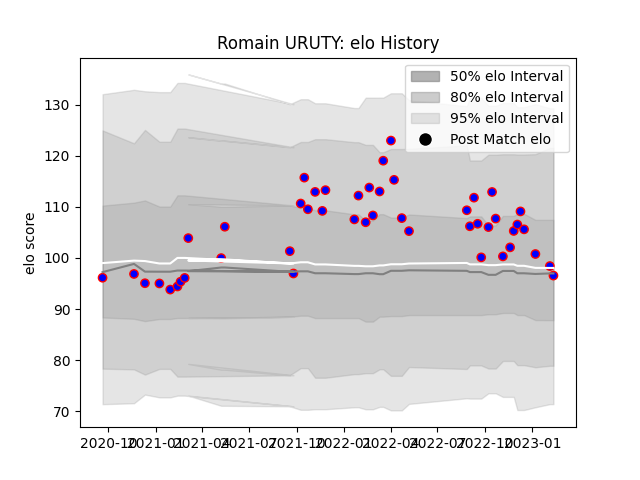 Romain URUTY: elo History
50% elo Interval
80% elo Interval
95% elo Interval
Post Match elo
elo score
130
120
110
100
90
80
70
2020-10 2021-01 2021-04 2021-07 2021-10 2022-01 2022-04 2022-07 2022-10 2023-01